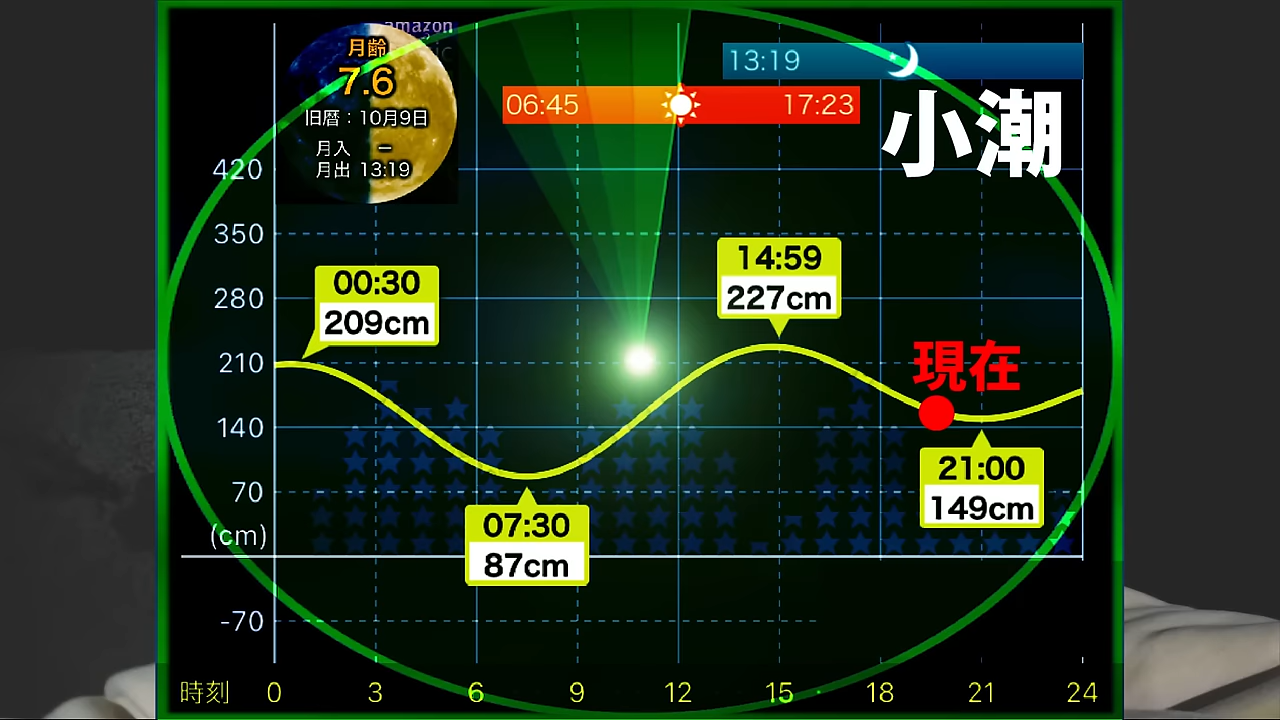 amazon
月齢
7.6
旧暦：10月9日
月入 ー
月出 13:19
13:19
06:45 17:23
小潮
420
350
280
210
140
70
(cm)
-70
00:30
209cm
07:30
87cm
14:59
227cm
現在
21:00
149cm
時刻 0 3 6 9 12 15 18 21 24